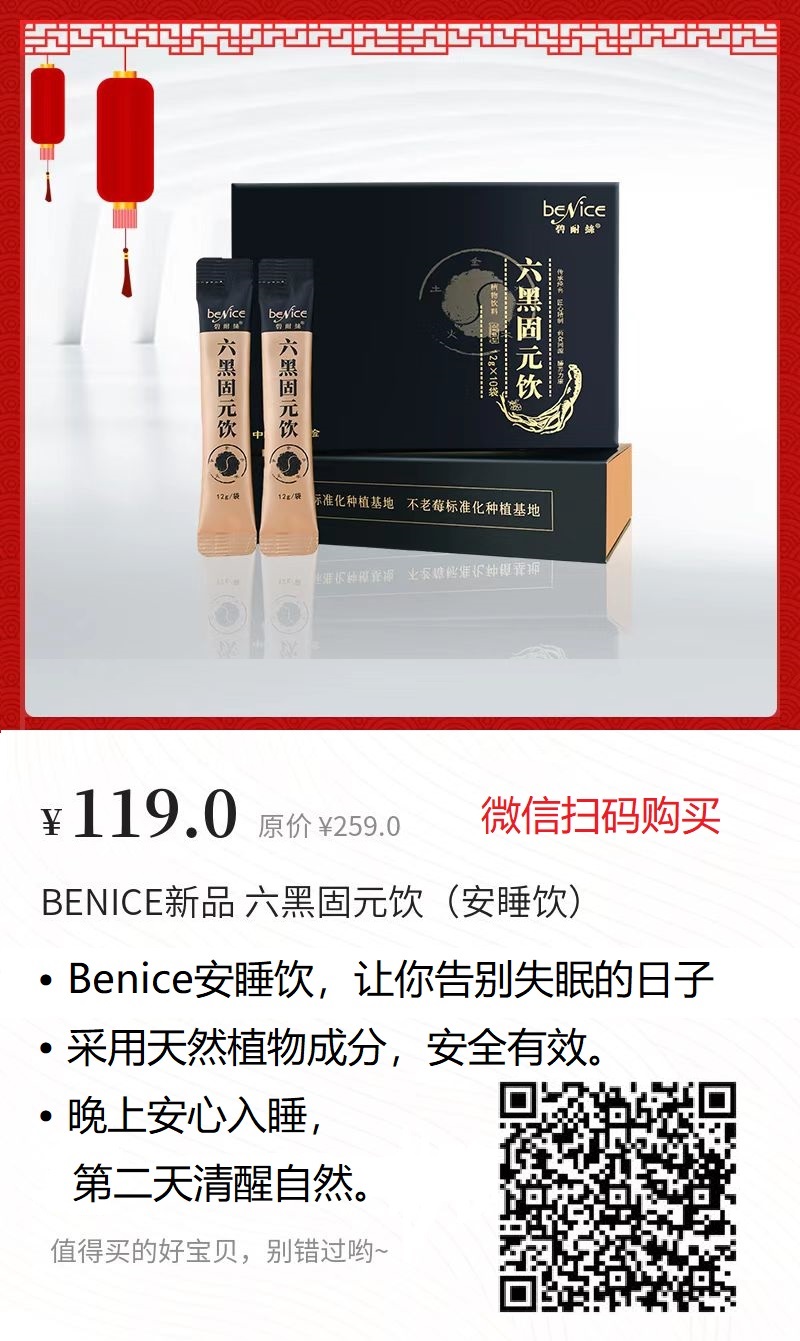 beNice
碧耐絲®
六黑固元饮
植物饮料
12g×10袋
beNice
碧耐絲
六黑固元饮
12g/袋
beNice
碧耐絲
六黑固元饮
12g/袋
标准化种植基地 不老莓标准化种植基地
¥119.0 原价 ¥259.0
微信扫码购买
BENICE新品 六黑固元饮（安睡饮）
• Benice安睡饮，让你告别失眠的日子
• 采用天然植物成分，安全有效。
• 晚上安心入睡，
第二天清醒自然。
值得买的好宝贝，别错过哟~